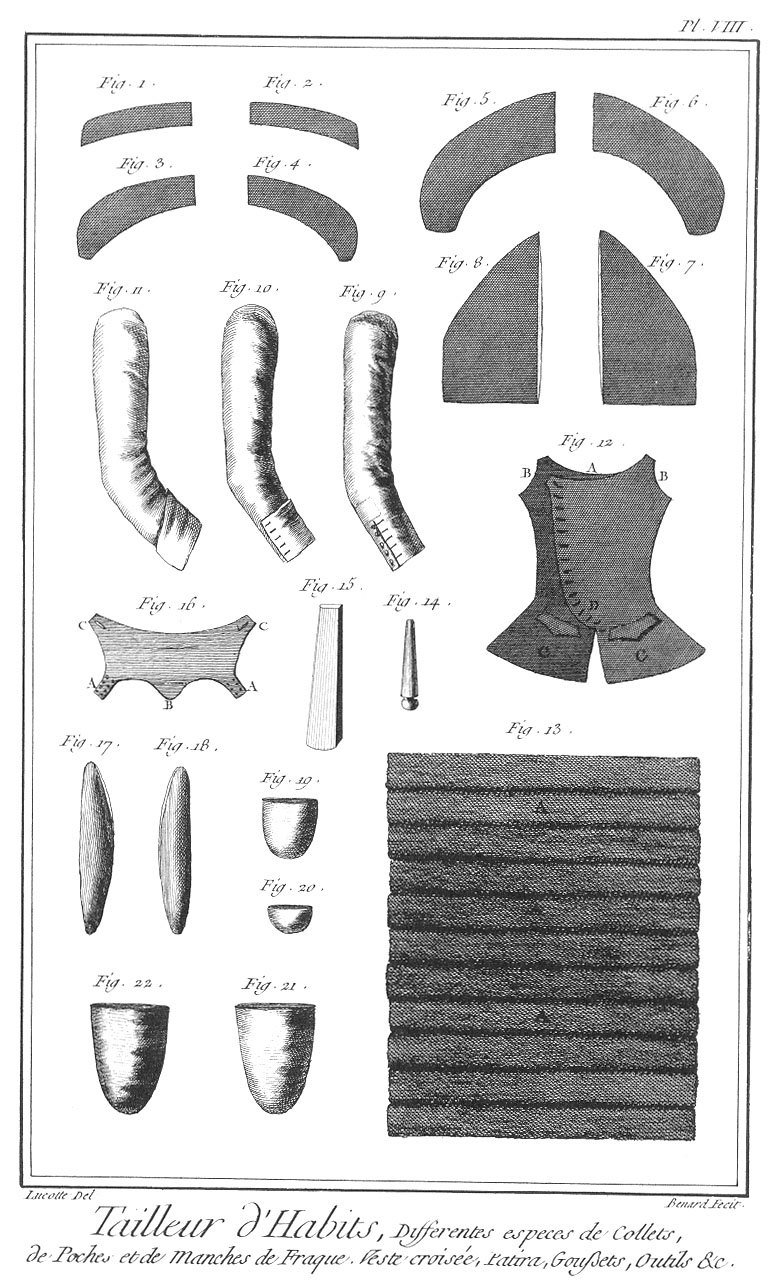 Pl. VIII.
Fig. 1.
Fig. 2.
Fig. 5.
Fig. 6.
Fig. 3.
Fig. 4.
Fig. 8.
Fig. 7.
Fig. 11.
Fig. 10.
Fig. 9.
Fig. 12.
B
A
B
D
C
C
Fig. 16.
C
C
A
A
B
Fig. 15.
Fig. 14.
Fig. 13.
A
A
A
Fig. 17.
Fig. 18.
Fig. 19.
Fig. 20.
Fig. 22.
Fig. 21.
Lucotte Del
Benard Fecit.
Tailleur d'Habits, Differentes especes de Collets,
de Poches et de Manches de Fraque. Veste croisée, Patira, Goußets, Outils &c.